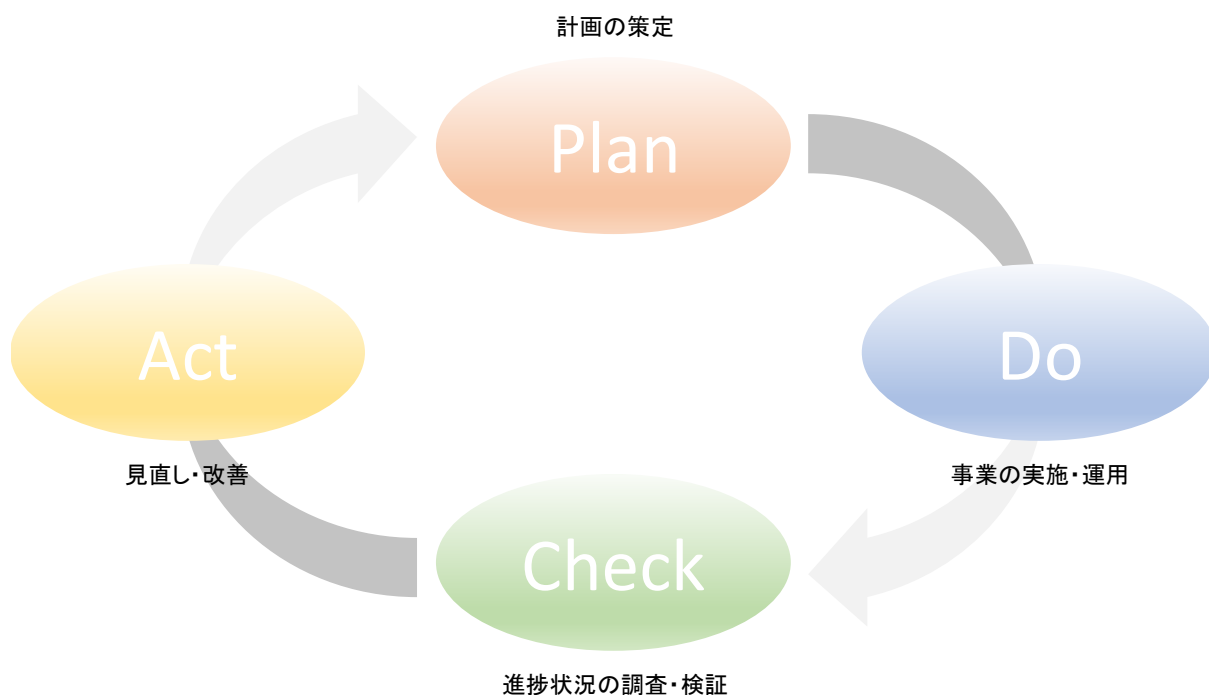 計画の策定
Plan
Act
Do
見直し・改善
事業の実施・運用
Check
進捗状況の調査・検証